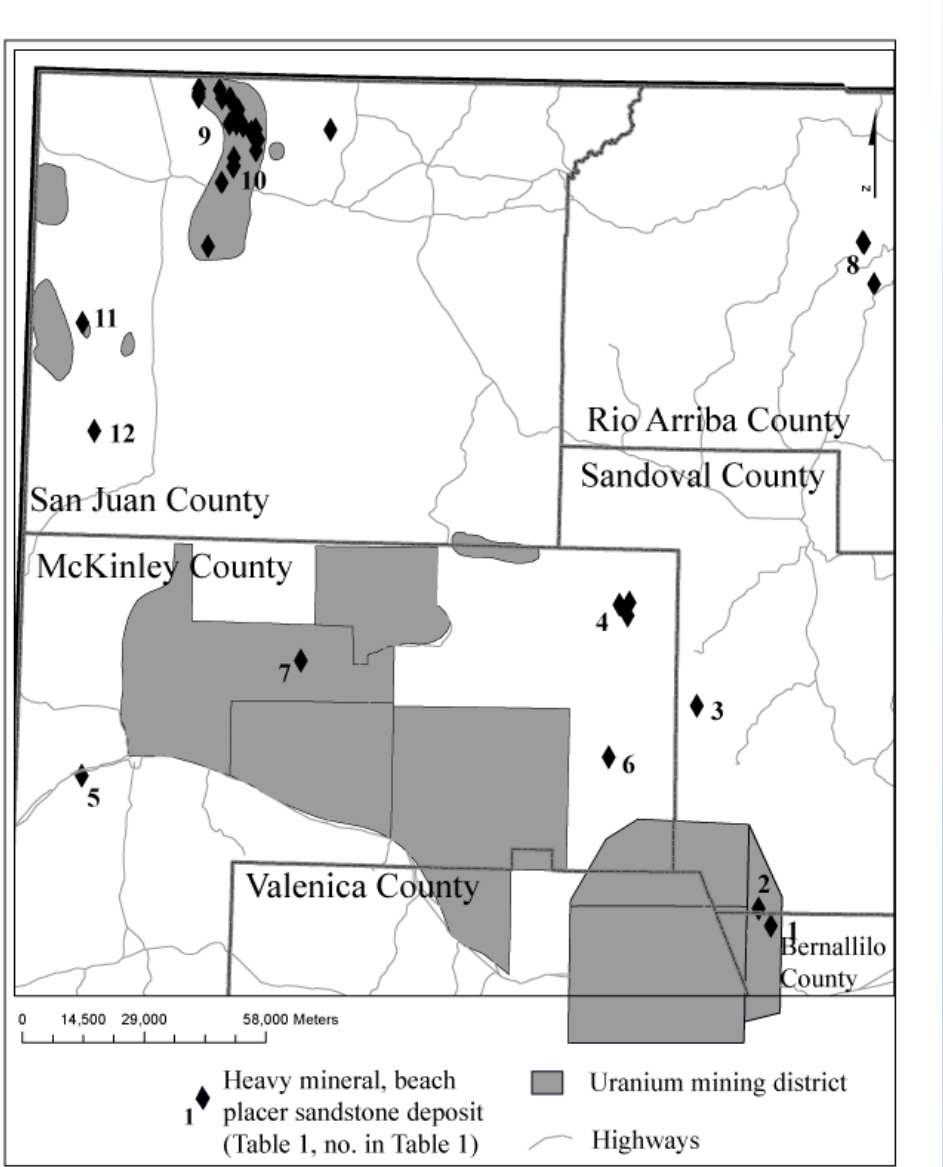 9
10
z
8
11
12
Rio Arriba County
Sandoval County
San Juan County
McKinley County
4
7
3
6
5
Valenica County
2
1
Bernallilo
County
0 14,500 29,000 58,000 Meters
Heavy mineral, beach
1 placer sandstone deposit
(Table 1, no. in Table 1)
Uranium mining district
Highways